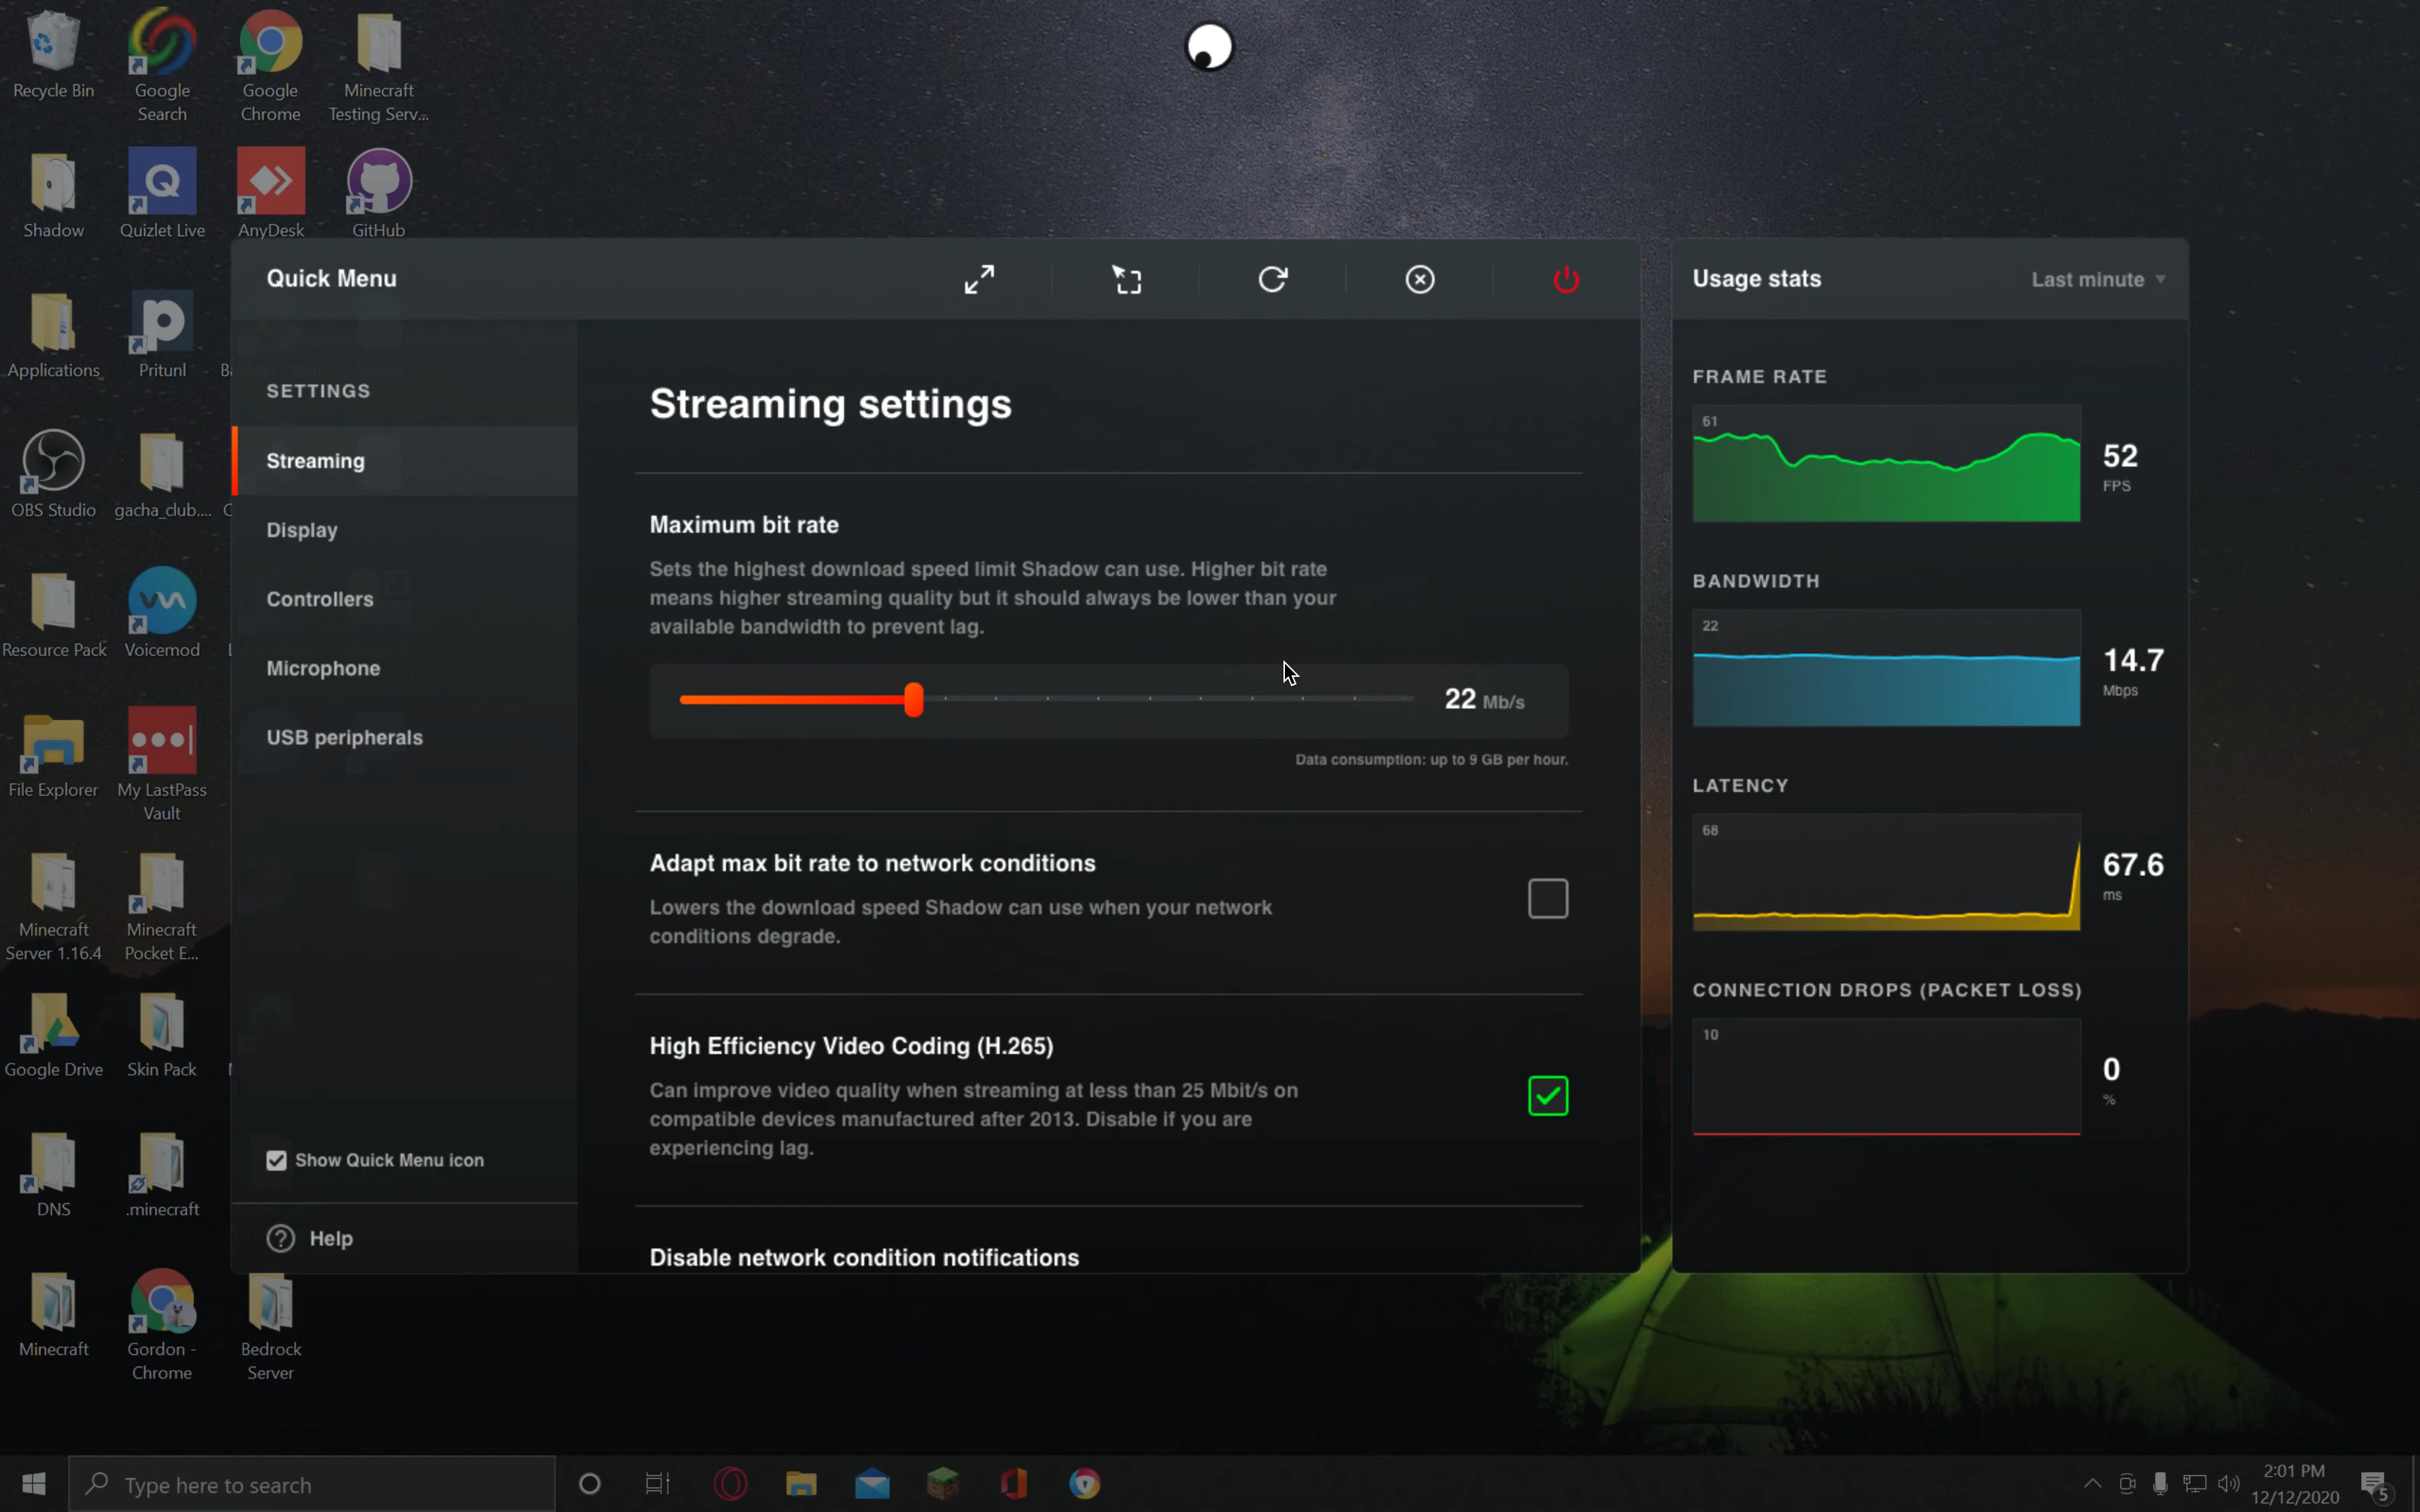 Recycle Bin
Google
Search
Google
Chrome
Minecraft
Testing Serv...
Shadow
Quizlet Live
AnyDesk
GitHub
Applications
Pritunl
OBS Studio
gacha_club....
Resource Pack
Voicemod
File Explorer
My LastPass
Vault
Minecraft
Server 1.16.4
Minecraft
Pocket E...
Google Drive
Skin Pack
DNS
.minecraft
Minecraft
Gordon -
Chrome
Bedrock
Server
Quick Menu
SETTINGS
Streaming
Display
Controllers
Microphone
USB peripherals
Show Quick Menu icon
Help
Streaming settings
Maximum bit rate
Sets the highest download speed limit Shadow can use. Higher bit rate
means higher streaming quality but it should always be lower than your
available bandwidth to prevent lag.
22 Mb/s
Data consumption: up to 9 GB per hour.
Adapt max bit rate to network conditions
Lowers the download speed Shadow can use when your network
conditions degrade.
High Efficiency Video Coding (H.265)
Can improve video quality when streaming at less than 25 Mbit/s on
compatible devices manufactured after 2013. Disable if you are
experiencing lag.
Disable network condition notifications
Usage stats
Last minute
FRAME RATE
61
52
FPS
BANDWIDTH
22
14.7
Mbps
LATENCY
68
67.6
ms
CONNECTION DROPS (PACKET LOSS)
10
0
%
Type here to search
2:01 PM
12/12/2020
5